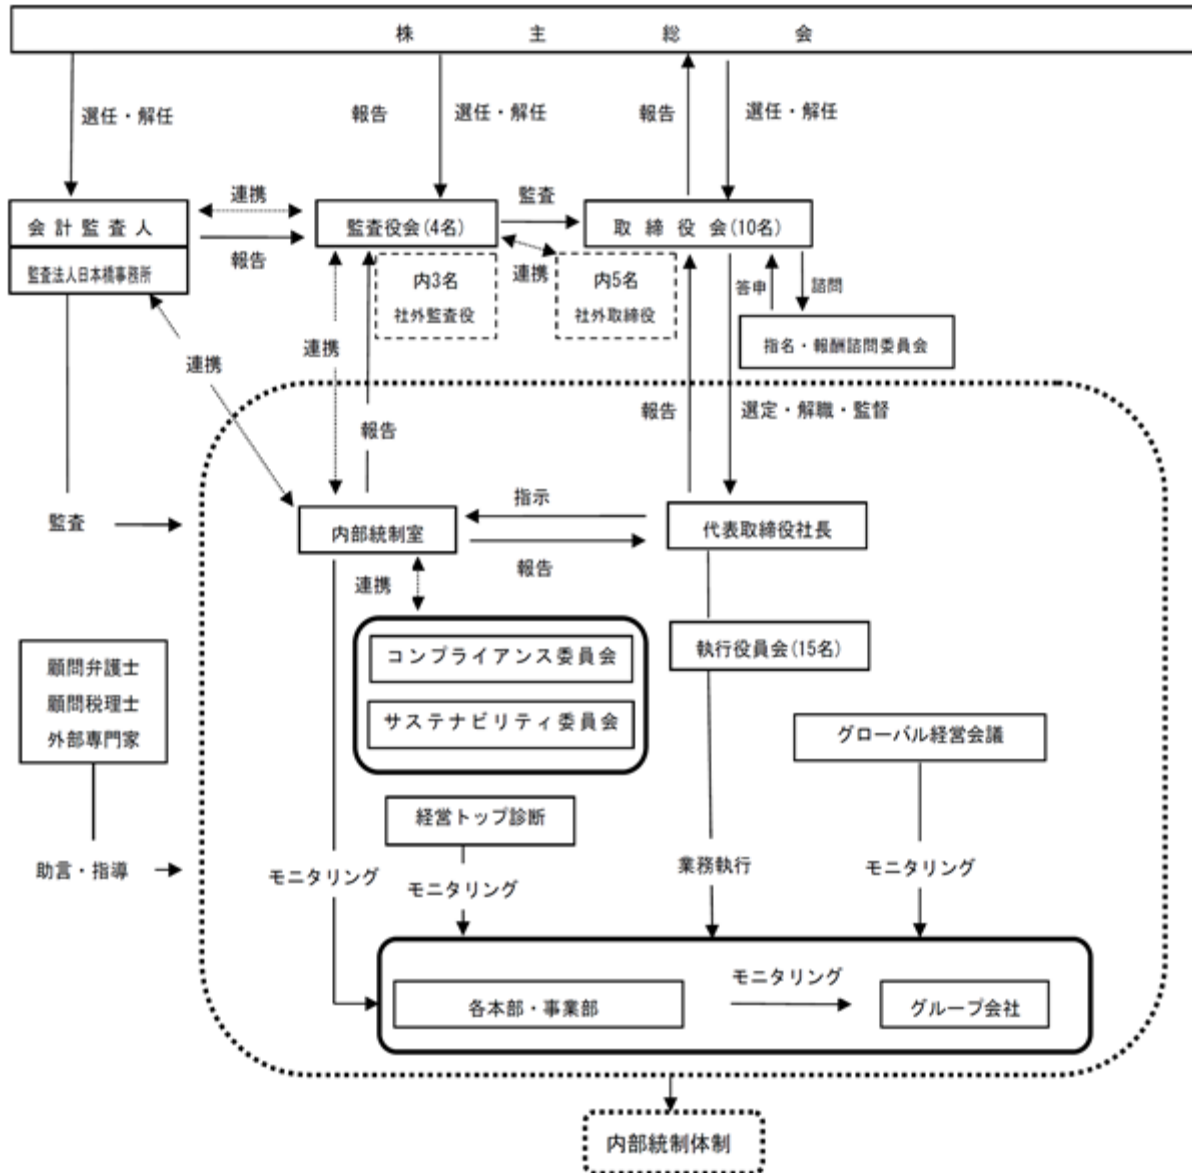 株主総会
選任・解任
報告
選任・解任
報告
選任・解任
会計監査人
監査法人日本橋事務所
連携
報告
監査役会(4名)
内3名
社外監査役
監査
連携
取締役会(10名)
内5名
社外取締役
答申
諮問
指名・報酬諮問委員会
連携
連携
報告
報告
選定・解職・監督
監査
内部統制室
指示
報告
代表取締役社長
連携
コンプライアンス委員会
サステナビリティ委員会
執行役員会(15名)
顧問弁護士
顧問税理士
外部専門家
グローバル経営会議
経営トップ診断
助言・指導
モニタリング
モニタリング
業務執行
モニタリング
各本部・事業部
モニタリング
グループ会社
内部統制体制